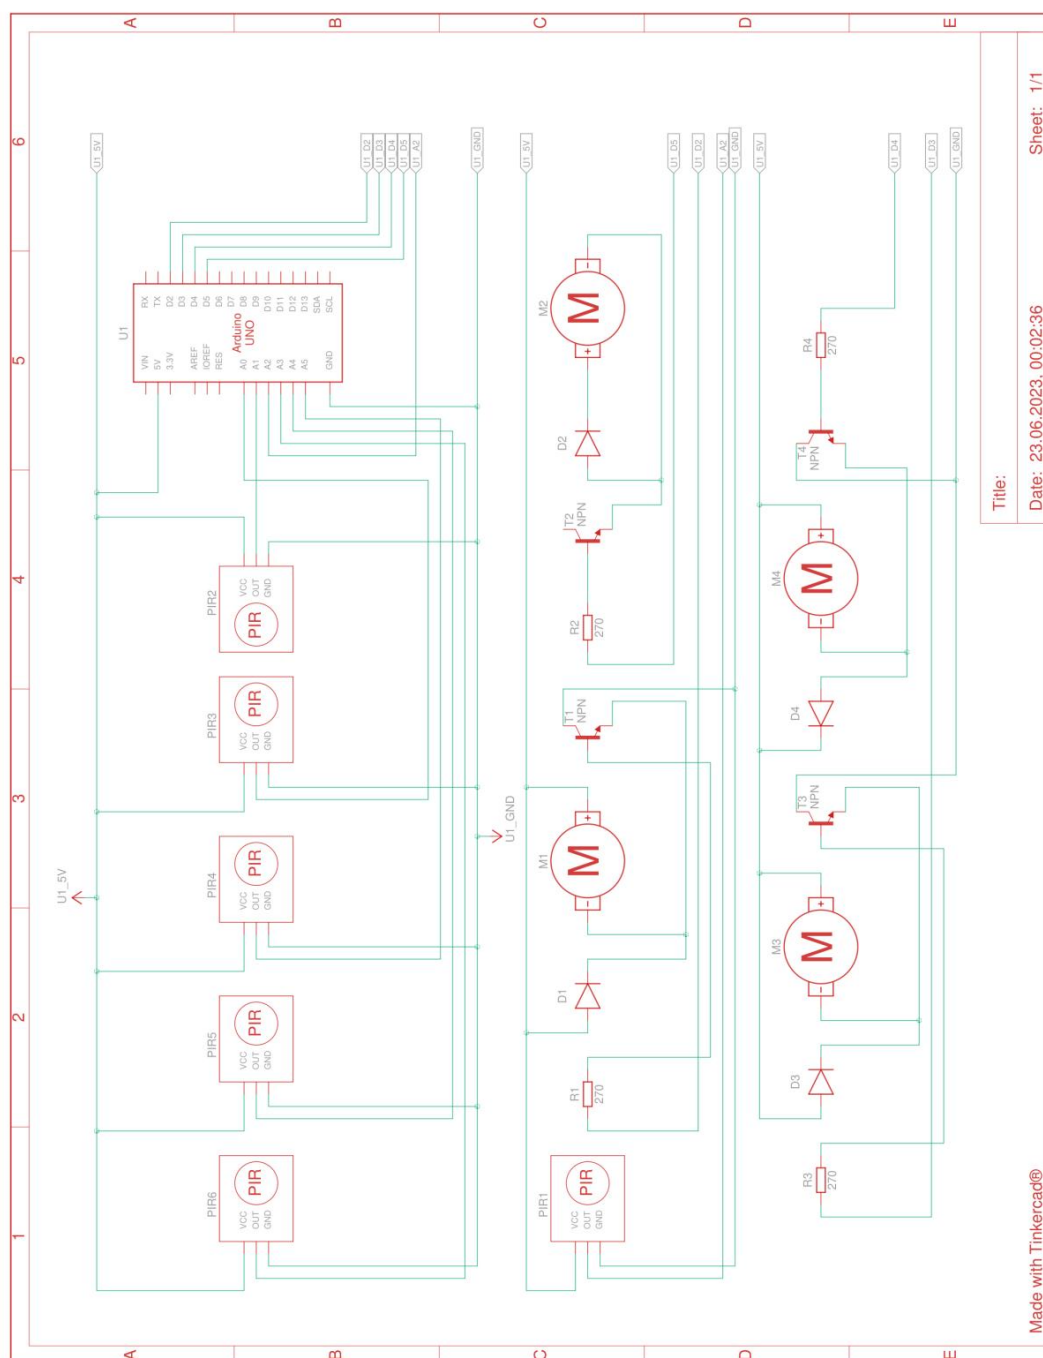 A
B
C
D
E
6
5
4
3
2
1
U1_5V
U1_D2
U1_D3
U1_D4
U1_D5
U1_A2
U1_GND
U1_5V
U1_D5
U1_D2
U1_A2
U1_GND
U1_5V
U1_D4
U1_D3
U1_GND
U1
Arduino
UNO
RX
TX
D2
D3
D4
D5
D6
D7
D8
D9
D10
D11
D12
D13
SDA
SCL
VIN
5V
3.3V
AREF
IOREF
RES
A0
A1
A2
A3
A4
A5
GND
PIR2
PIR
VCC
OUT
GND
PIR3
PIR
VCC
OUT
GND
PIR4
PIR
VCC
OUT
GND
PIR5
PIR
VCC
OUT
GND
PIR6
PIR
VCC
OUT
GND
U1_5V
U1_GND
M2
M
+
-
D2
T2
NPN
R2
270
T1
NPN
M1
M
+
-
D1
R1
270
PIR1
PIR
VCC
OUT
GND
R4
270
T4
NPN
M4
M
+
-
D4
T3
NPN
M3
M
+
-
D3
R3
270
Title:
Date: 23.06.2023. 00:02:36
Sheet: 1/1
Made with Tinkercad®
A
B
C
D
E